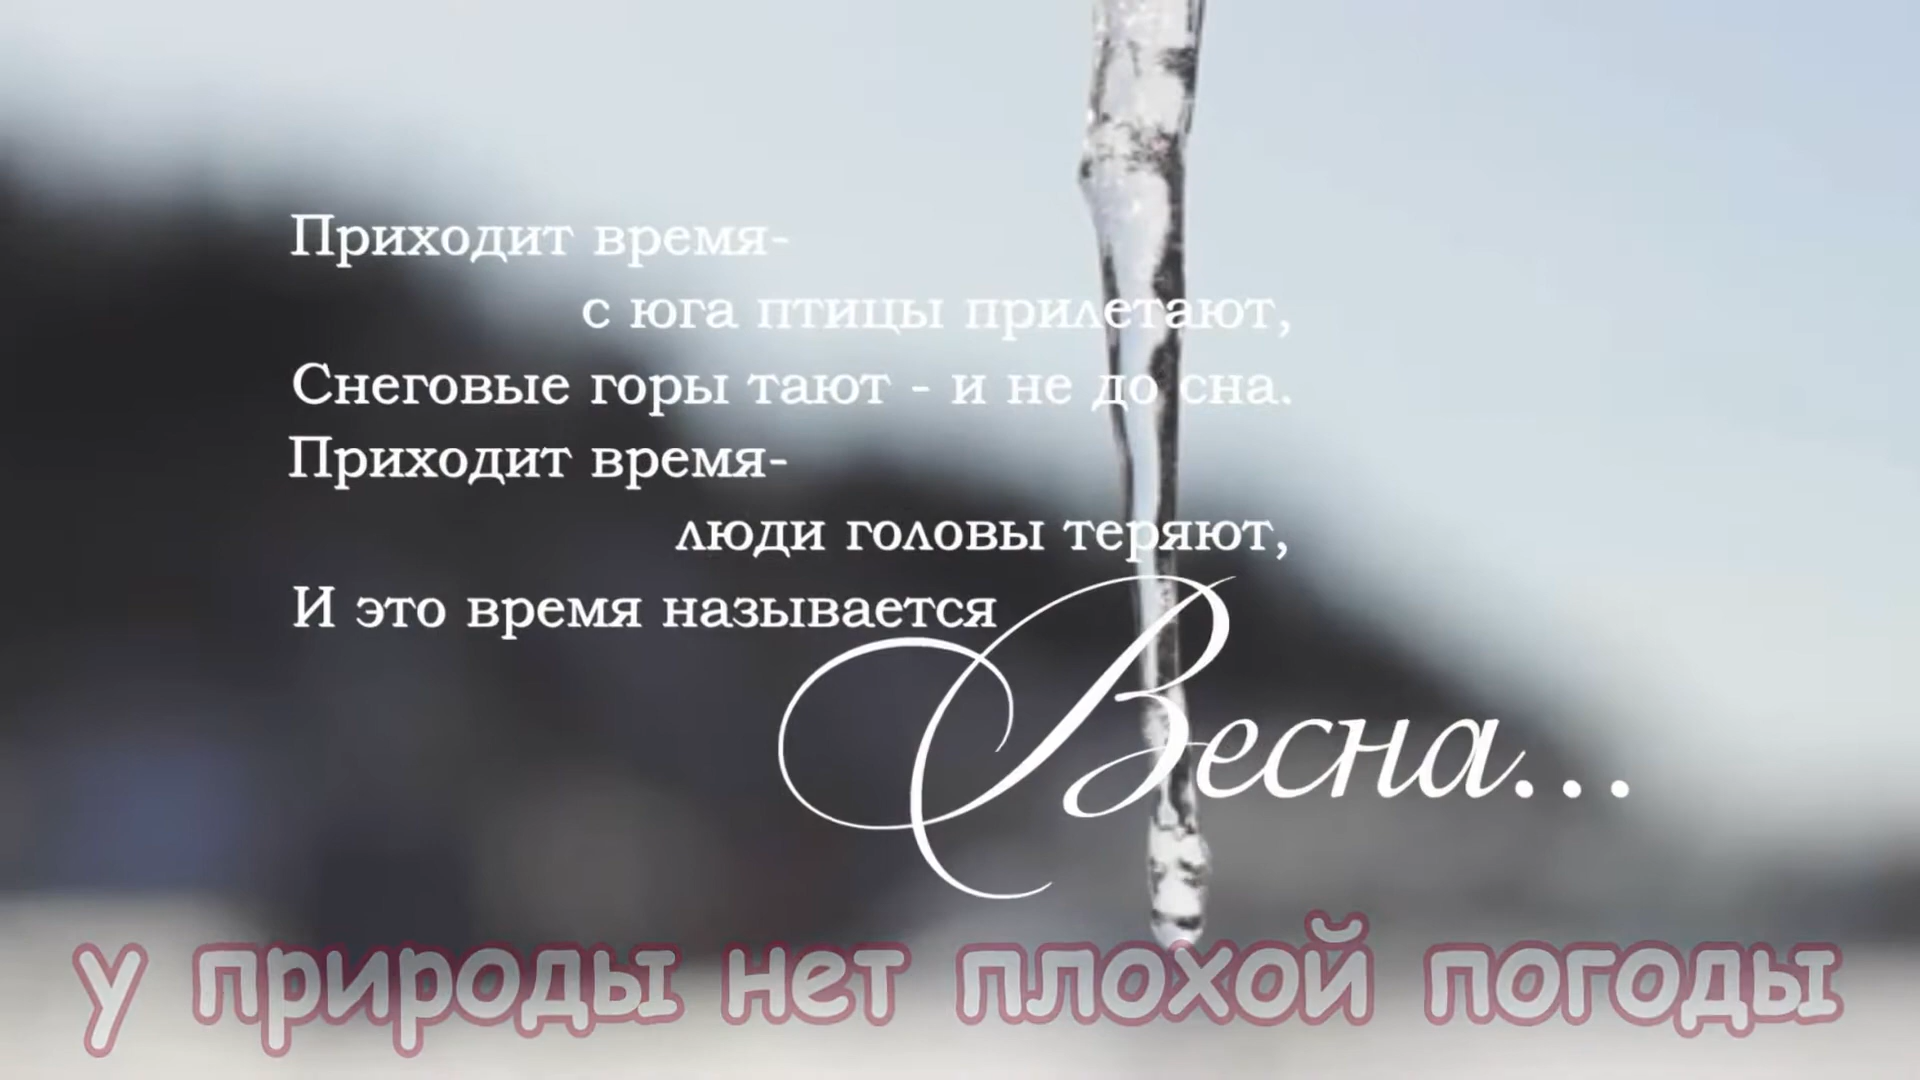 Приходит время-
с юга птицы прилетают,
Снеговые горы тают - и не до сна.
Приходит время-
люди головы теряют,
И это время называется
Весна...
у природы нет плохой погоды